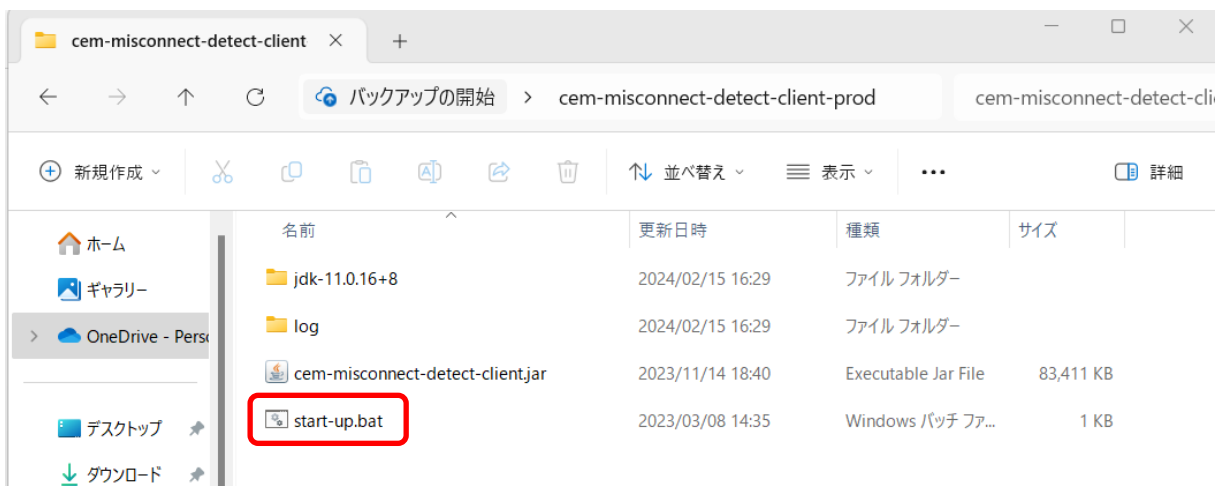 cem-misconnect-detect-client
バックアップの開始 > cem-misconnect-detect-client-prod cem-misconnect-detect-cli
新規作成 並べ替え 表示 ... 詳細
名前 更新日時 種類 サイズ
ホーム
jdk-11.0.16+8 2024/02/15 16:29 ファイル フォルダー
ギャラリー
log 2024/02/15 16:29 ファイル フォルダー
OneDrive - Perso
cem-misconnect-detect-client.jar 2023/11/14 18:40 Executable Jar File 83,411 KB
start-up.bat 2023/03/08 14:35 Windows バッチ ファ... 1 KB
デスクトップ
ダウンロード